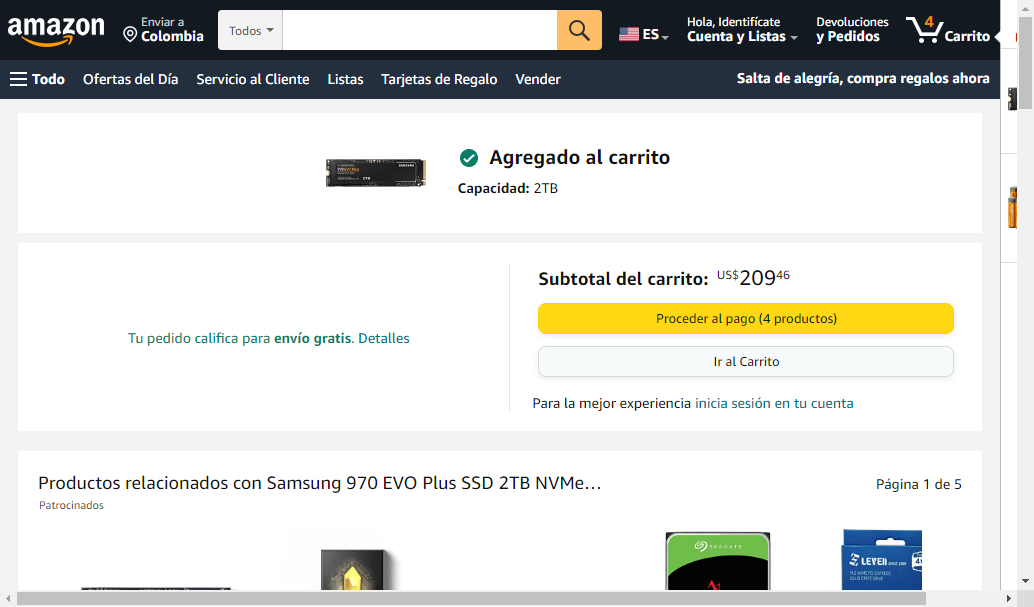 amazon
Enviar a
Colombia
Todos
ES
Hola, Identifícate
Cuenta y Listas
Devoluciones
y Pedidos
4
Carrito
Todo
Ofertas del Día
Servicio al Cliente
Listas
Tarjetas de Regalo
Vender
Salta de alegría, compra regalos ahora
Agregado al carrito
Capacidad: 2TB
Tu pedido califica para envío gratis. Detalles
Subtotal del carrito: US$20946
Proceder al pago (4 productos)
Ir al Carrito
Para la mejor experiencia inicia sesión en tu cuenta
Productos relacionados con Samsung 970 EVO Plus SSD 2TB NVMe…
Página 1 de 5
Patrocinados
SEAGATE
LEVEN